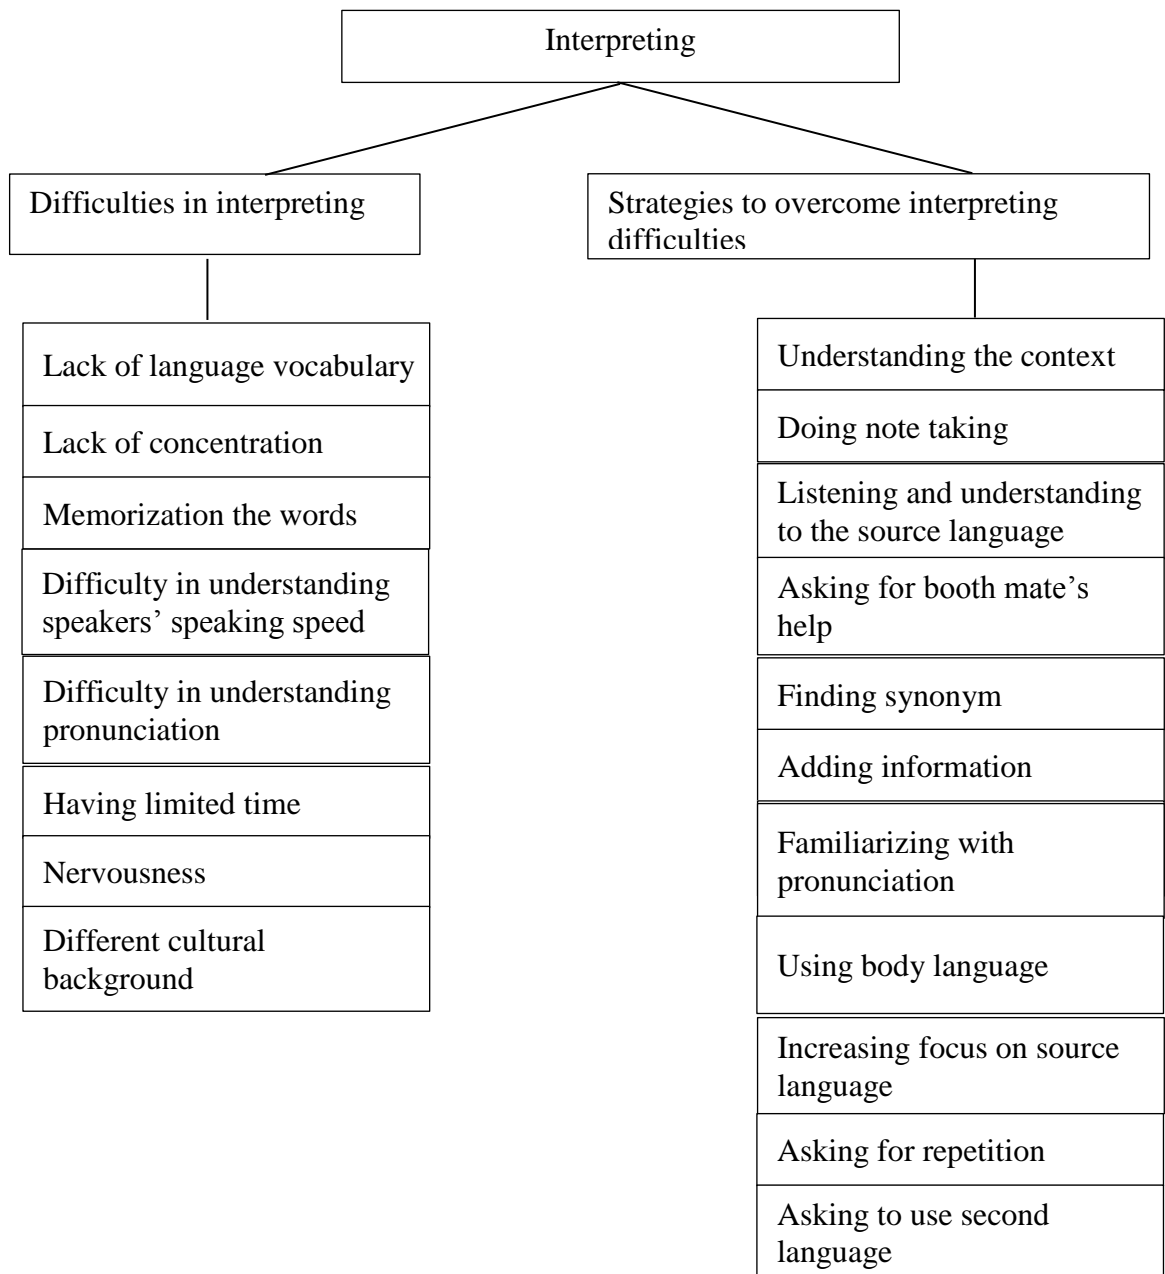 Interpreting
Difficulties in interpreting
Strategies to overcome interpreting
difficulties
Lack of language vocabulary
Lack of concentration
Memorization the words
Difficulty in understanding
speakers’ speaking speed
Difficulty in understanding
pronunciation
Having limited time
Nervousness
Different cultural
background
Understanding the context
Doing note taking
Listening and understanding
to the source language
Asking for booth mate’s
help
Finding synonym
Adding information
Familiarizing with
pronunciation
Using body language
Increasing focus on source
language
Asking for repetition
Asking to use second
language